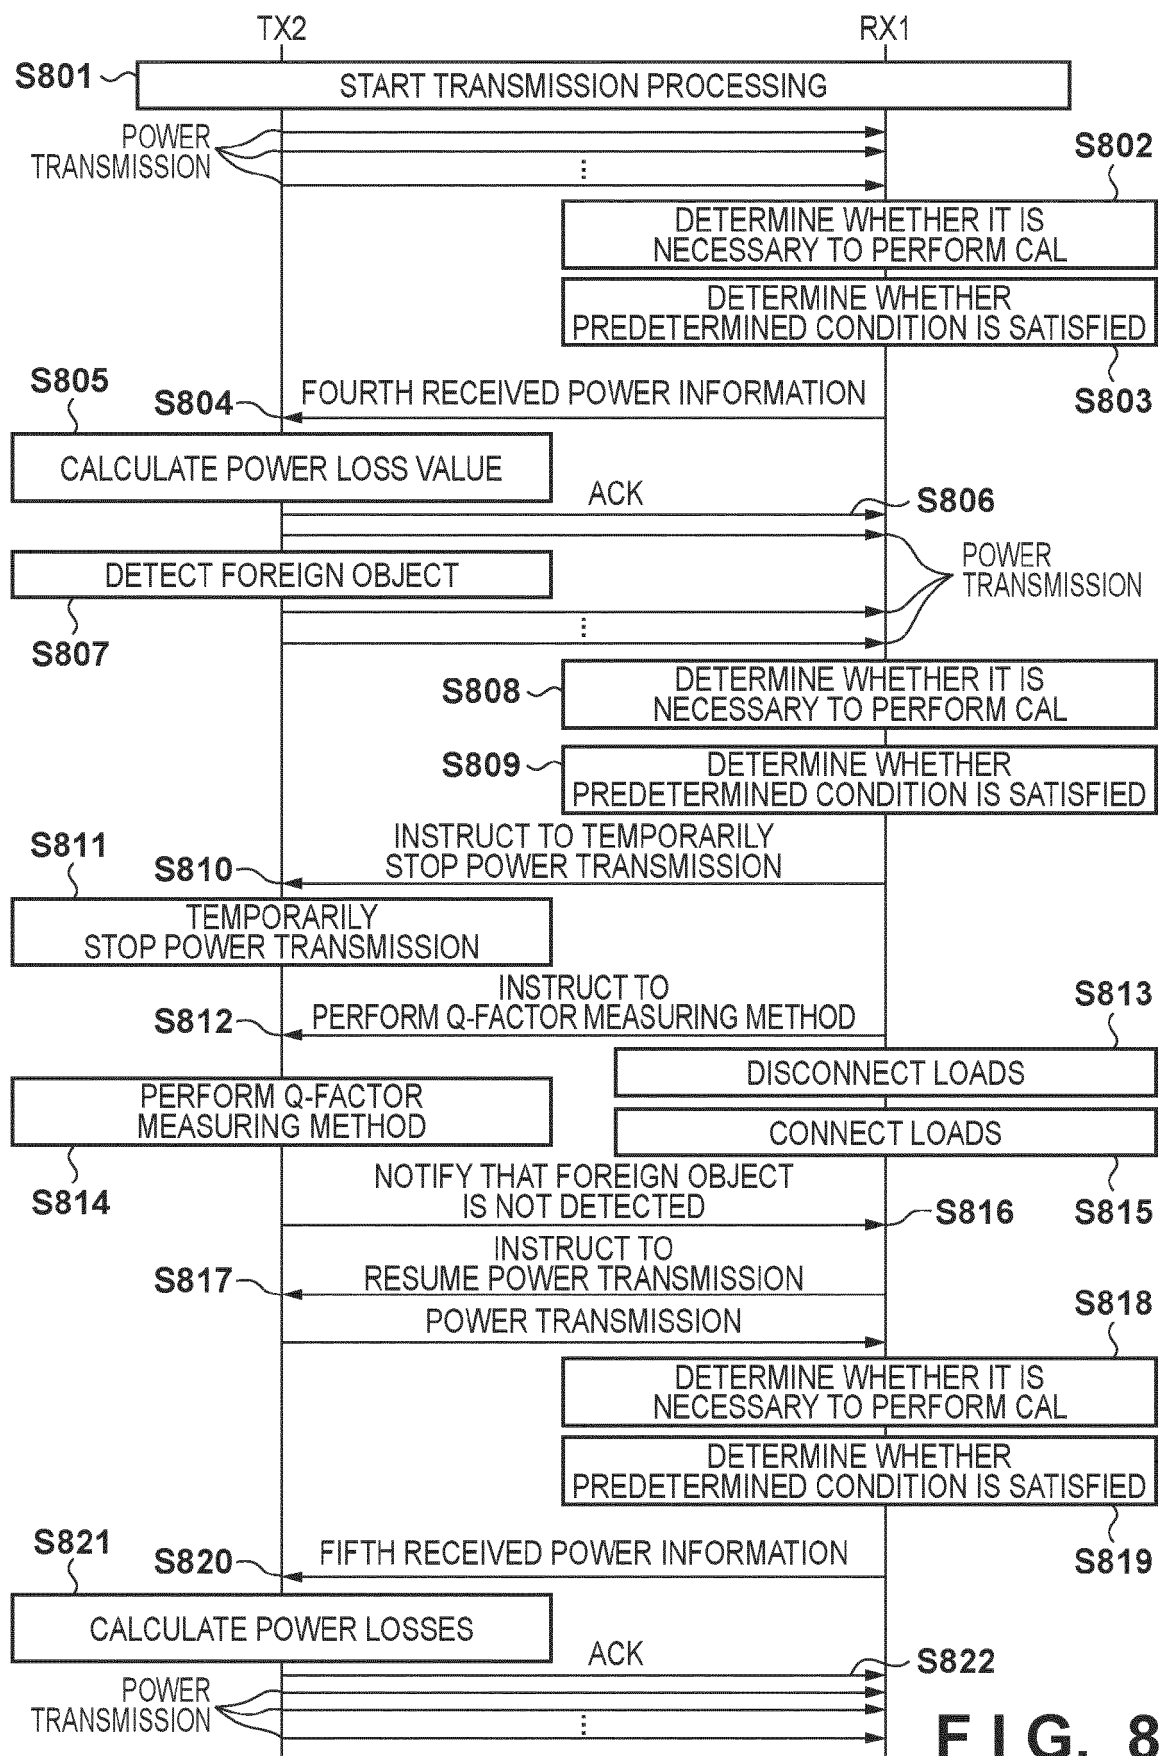 TX2
RX1
S801
START TRANSMISSION PROCESSING
POWER
TRANSMISSION
S802
DETERMINE WHETHER IT IS
NECESSARY TO PERFORM CAL
DETERMINE WHETHER
PREDETERMINED CONDITION IS SATISFIED
S803
S805
S804
FOURTH RECEIVED POWER INFORMATION
CALCULATE POWER LOSS VALUE
ACK
S806
DETECT FOREIGN OBJECT
POWER
TRANSMISSION
S807
S808
DETERMINE WHETHER IT IS
NECESSARY TO PERFORM CAL
S809
DETERMINE WHETHER
PREDETERMINED CONDITION IS SATISFIED
S811
S810
INSTRUCT TO TEMPORARILY
STOP POWER TRANSMISSION
TEMPORARILY
STOP POWER TRANSMISSION
S812
INSTRUCT TO
PERFORM Q-FACTOR MEASURING METHOD
S813
DISCONNECT LOADS
PERFORM Q-FACTOR
MEASURING METHOD
CONNECT LOADS
S814
NOTIFY THAT FOREIGN OBJECT
IS NOT DETECTED
S816
S815
S817
INSTRUCT TO
RESUME POWER TRANSMISSION
POWER TRANSMISSION
S818
DETERMINE WHETHER IT IS
NECESSARY TO PERFORM CAL
DETERMINE WHETHER
PREDETERMINED CONDITION IS SATISFIED
S819
S821
S820
FIFTH RECEIVED POWER INFORMATION
CALCULATE POWER LOSSES
ACK
S822
POWER
TRANSMISSION
FIG. 8